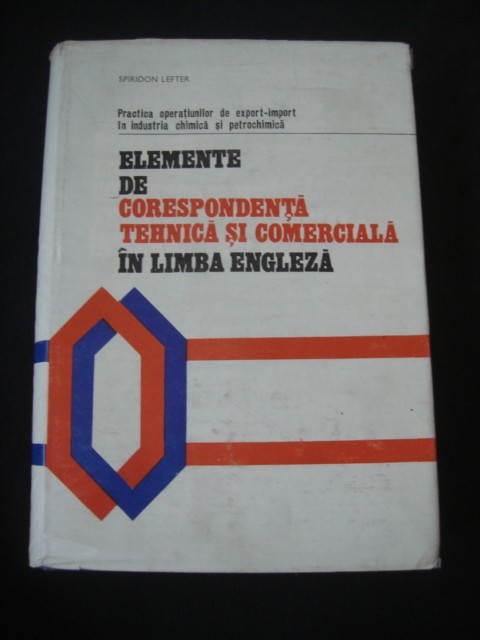 SPIRIDON LEFTER
Practica operațiunilor de export-import
în industria chimică și petrochimică
ELEMENTE
DE
CORESPONDENȚĂ
TEHNICĂ ȘI COMERCIALĂ
ÎN LIMBA ENGLEZĂ